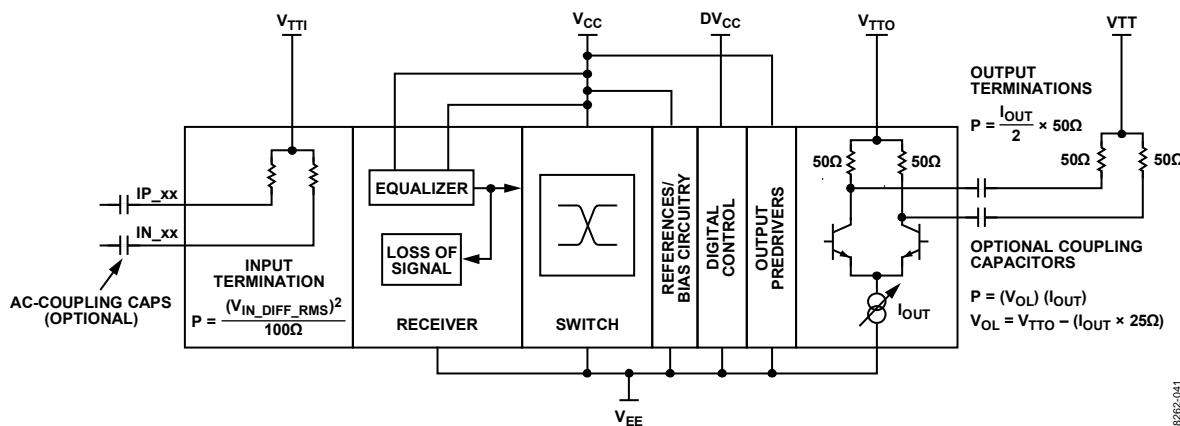 V_TTI
V_CC
DV_CC
V_TTO
VTT
OUTPUT
TERMINATIONS
P = I_OUT / 2 × 50Ω
50Ω
50Ω
50Ω
50Ω
IP_xx
IN_xx
AC-COUPLING CAPS
(OPTIONAL)
INPUT
TERMINATION
P = (V_IN_DIFF_RMS)² / 100Ω
EQUALIZER
LOSS OF
SIGNAL
RECEIVER
SWITCH
REFERENCES/
BIAS CIRCUITRY
DIGITAL
CONTROL
OUTPUT
PREDRIVERS
I_OUT
OPTIONAL COUPLING
CAPACITORS
P = (V_OL) (I_OUT)
V_OL = V_TTO – (I_OUT × 25Ω)
V_EE
8262-041